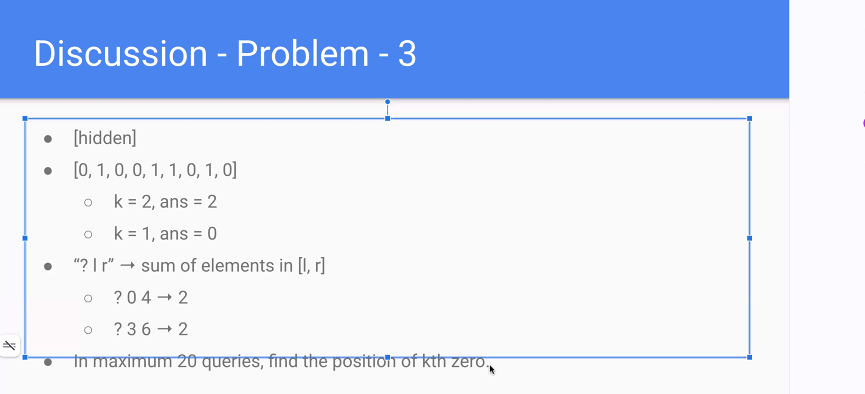 Discussion - Problem - 3
● [hidden]
● [0, 1, 0, 0, 1, 1, 0, 1, 0]
○ k = 2, ans = 2
○ k = 1, ans = 0
● “? l r” → sum of elements in [l, r]
○ ? 0 4 → 2
○ ? 3 6 → 2
● In maximum 20 queries, find the position of kth zero.